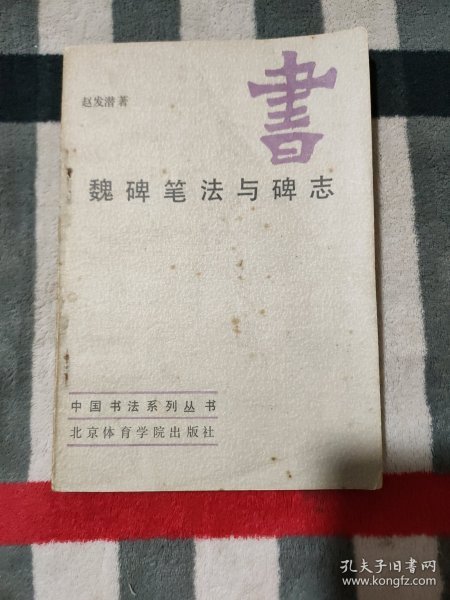 書
赵发潜著
魏碑笔法与碑志
中国书法系列丛书
北京体育学院出版社
孔夫子旧书网
www.kongfz.com